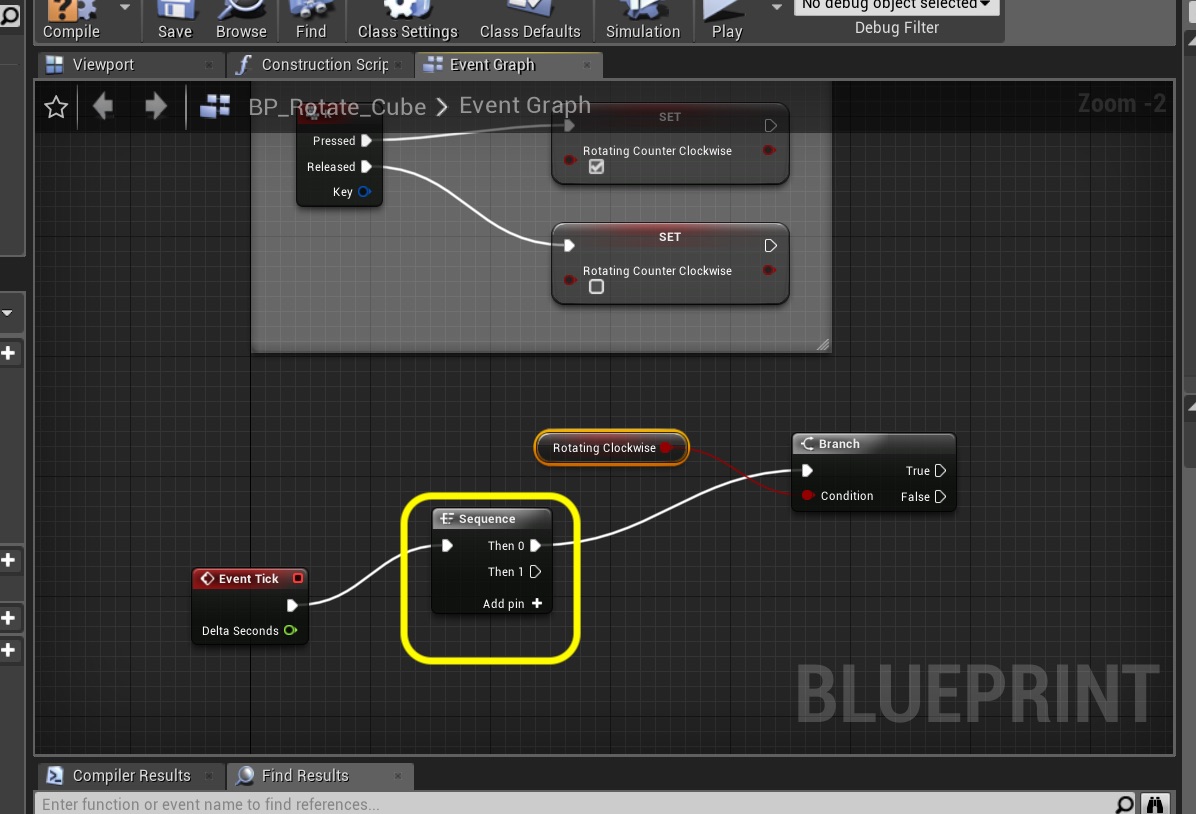 No debug object selected
Compile Save Browse Find Class Settings Class Defaults Simulation Play Debug Filter
Viewport Construction Scrip Event Graph
BP_Rotate_Cube > Event Graph Zoom -2
Pressed
Released
Key
SET
Rotating Counter Clockwise
SET
Rotating Counter Clockwise
Rotating Clockwise
Branch
True
Condition False
Sequence
Then 0
Then 1
Add pin
Event Tick
Delta Seconds
BLUEPRINT
Compiler Results Find Results
Enter function or event name to find references...